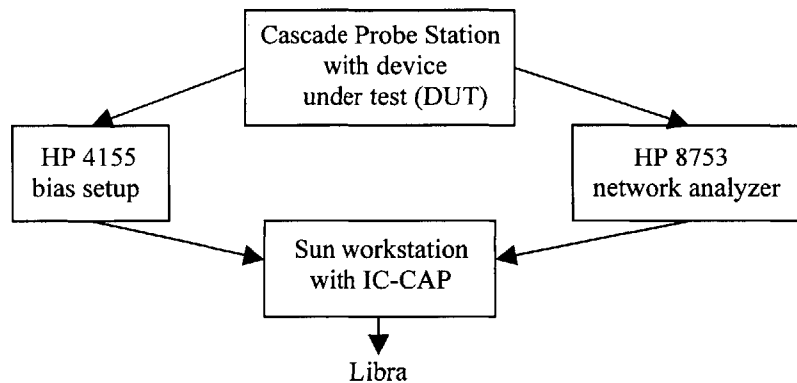 Cascade Probe Station
with device
under test (DUT)
HP 4155
bias setup
HP 8753
network analyzer
Sun workstation
with IC-CAP
Libra